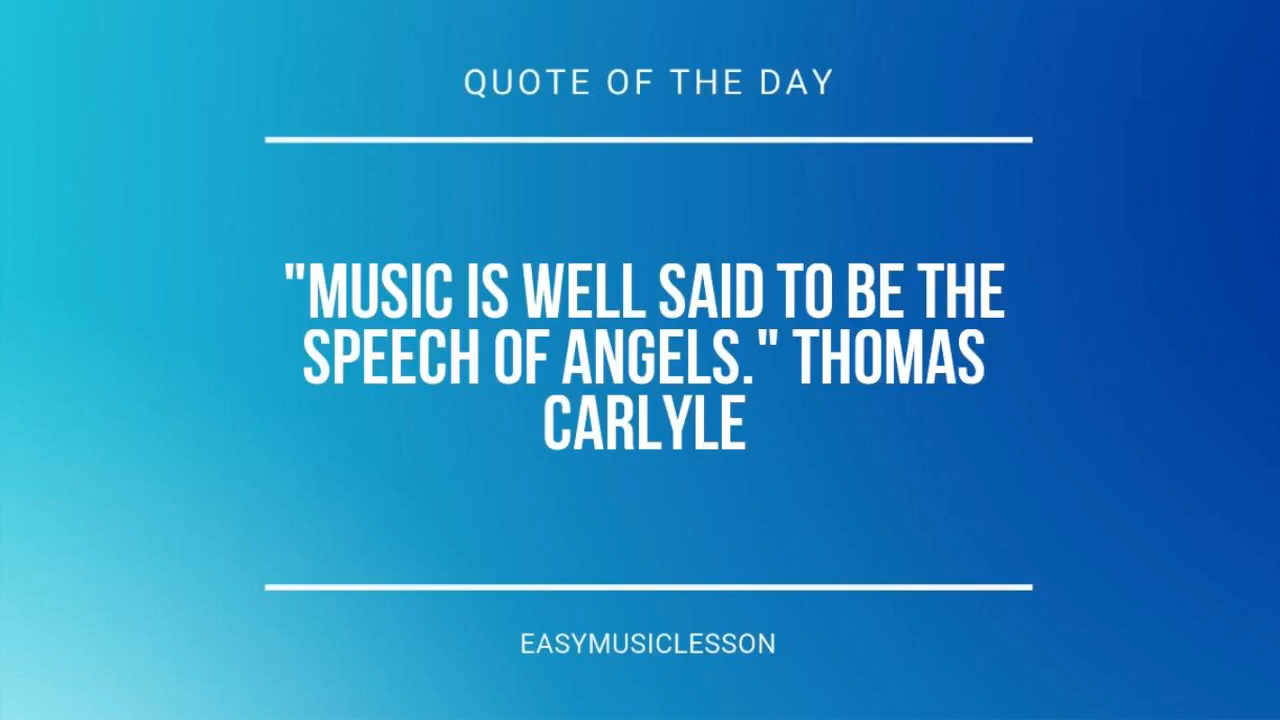 QUOTE OF THE DAY
"MUSIC IS WELL SAID TO BE THE
SPEECH OF ANGELS." THOMAS
CARLYLE
EASYMUSICLESSON